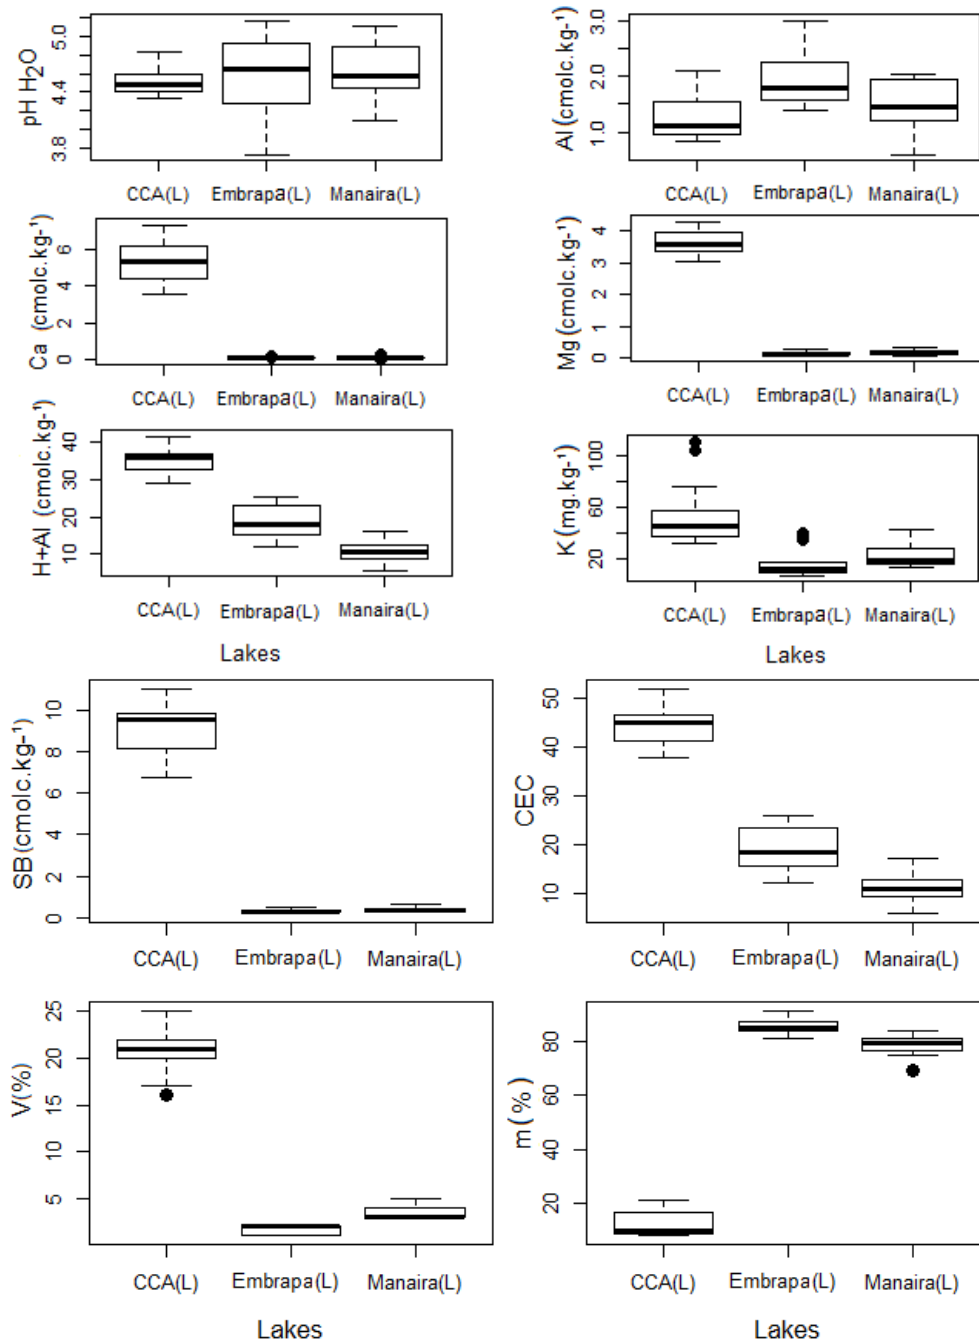 pH H₂O
5.0
4.4
3.8
CCA(L) Embrapa(L) Manaira(L)
Al (cmolc.kg-¹)
3.0
2.0
1.0
CCA(L) Embrapa(L) Manaira(L)
Ca (cmolc.kg-¹)
6
4
2
0
CCA(L) Embrapa(L) Manaira(L)
Mg(cmolc.kg-¹)
4
3
2
1
0
CCA(L) Embrapa(L) Manaira(L)
H+Al (cmolc.kg-¹)
40
30
20
10
CCA(L) Embrapa(L) Manaira(L)
Lakes
K(mg.kg-¹)
100
60
20
CCA(L) Embrapa(L) Manaira(L)
Lakes
SB(cmolc.kg-¹)
10
8
6
4
2
0
CCA(L) Embrapa(L) Manaira(L)
CEC
50
40
30
20
10
CCA(L) Embrapa(L) Manaira(L)
V(%)
25
20
15
10
5
CCA(L) Embrapa(L) Manaira(L)
Lakes
m(%)
80
60
40
20
CCA(L) Embrapa(L) Manaira(L)
Lakes